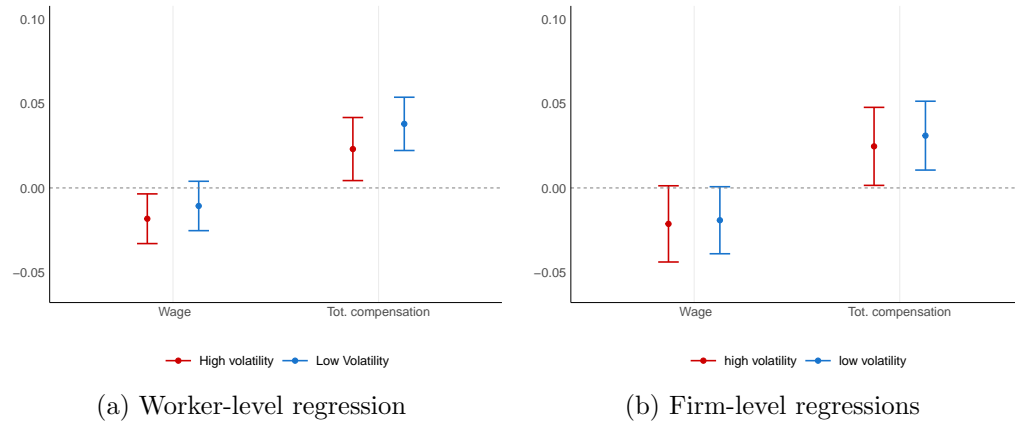 0.10
0.05
0.00
−0.05
Wage
Tot. compensation
High volatility
Low Volatility
(a) Worker-level regression
0.10
0.05
0.00
−0.05
Wage
Tot. compensation
high volatility
low volatility
(b) Firm-level regressions